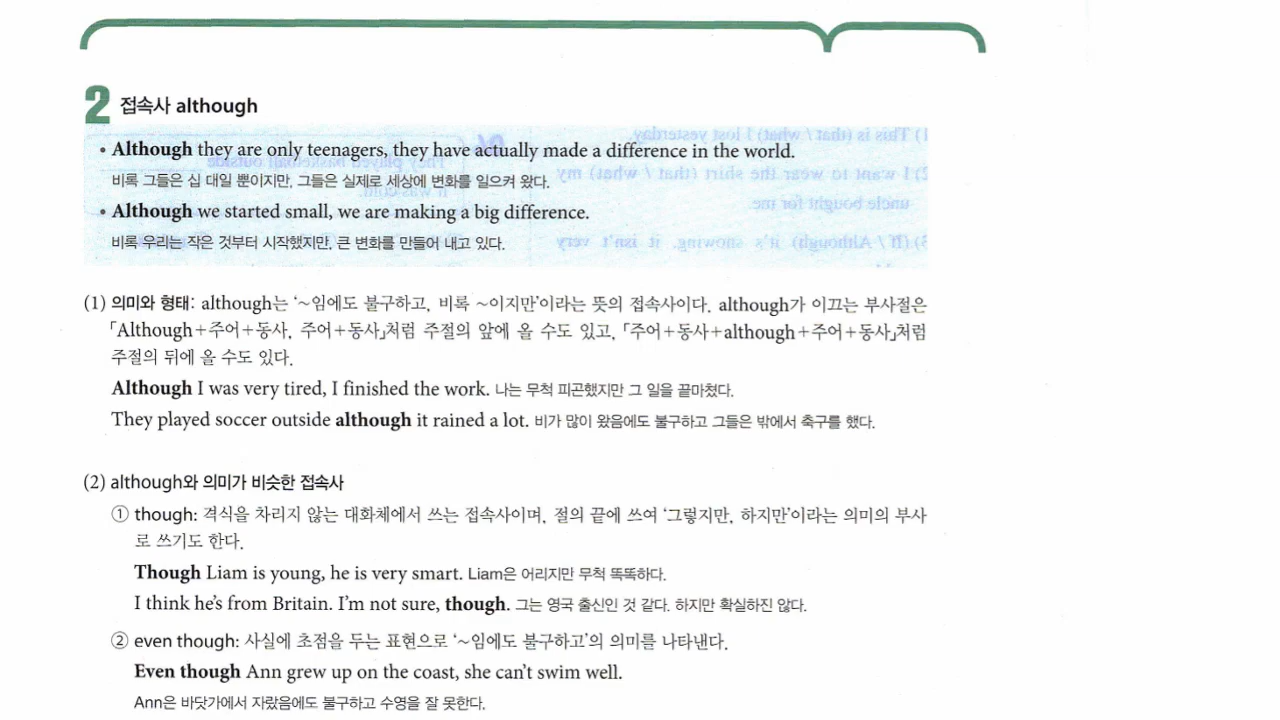 2 접속사 although
• Although they are only teenagers, they have actually made a difference in the world.
비록 그들은 십 대일 뿐이지만, 그들은 실제로 세상에 변화를 일으켜 왔다.
• Although we started small, we are making a big difference.
비록 우리는 작은 것부터 시작했지만, 큰 변화를 만들어 내고 있다.
(1) 의미와 형태: although는 ‘~임에도 불구하고, 비록 ~이지만’이라는 뜻의 접속사이다. although가 이끄는 부사절은
「Although+주어+동사, 주어+동사」처럼 주절의 앞에 올 수도 있고, 「주어+동사+although+주어+동사」처럼
주절의 뒤에 올 수도 있다.
Although I was very tired, I finished the work. 나는 무척 피곤했지만 그 일을 끝마쳤다.
They played soccer outside although it rained a lot. 비가 많이 왔음에도 불구하고 그들은 밖에서 축구를 했다.
(2) although와 의미가 비슷한 접속사
① though: 격식을 차리지 않는 대화체에서 쓰는 접속사이며, 절의 끝에 쓰여 ‘그렇지만, 하지만’이라는 의미의 부사
로 쓰기도 한다.
Though Liam is young, he is very smart. Liam은 어리지만 무척 똑똑하다.
I think he's from Britain. I'm not sure, though. 그는 영국 출신인 것 같다. 하지만 확실하진 않다.
② even though: 사실에 초점을 두는 표현으로 ‘~임에도 불구하고’의 의미를 나타낸다.
Even though Ann grew up on the coast, she can't swim well.
Ann은 바닷가에서 자랐음에도 불구하고 수영을 잘 못한다.